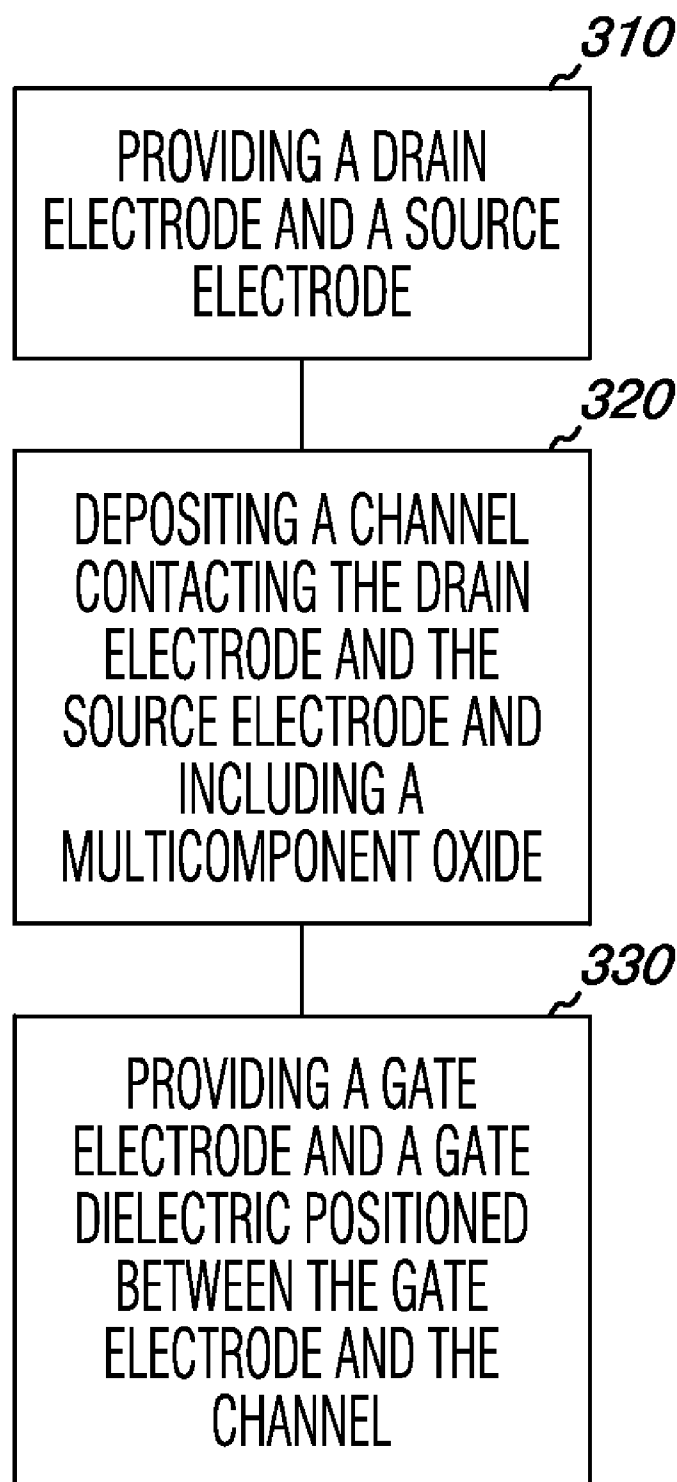 310
PROVIDING A DRAIN
ELECTRODE AND A SOURCE
ELECTRODE
320
DEPOSITING A CHANNEL
CONTACTING THE DRAIN
ELECTRODE AND THE
SOURCE ELECTRODE AND
INCLUDING A
MULTICOMPONENT OXIDE
330
PROVIDING A GATE
ELECTRODE AND A GATE
DIELECTRIC POSITIONED
BETWEEN THE GATE
ELECTRODE AND THE
CHANNEL